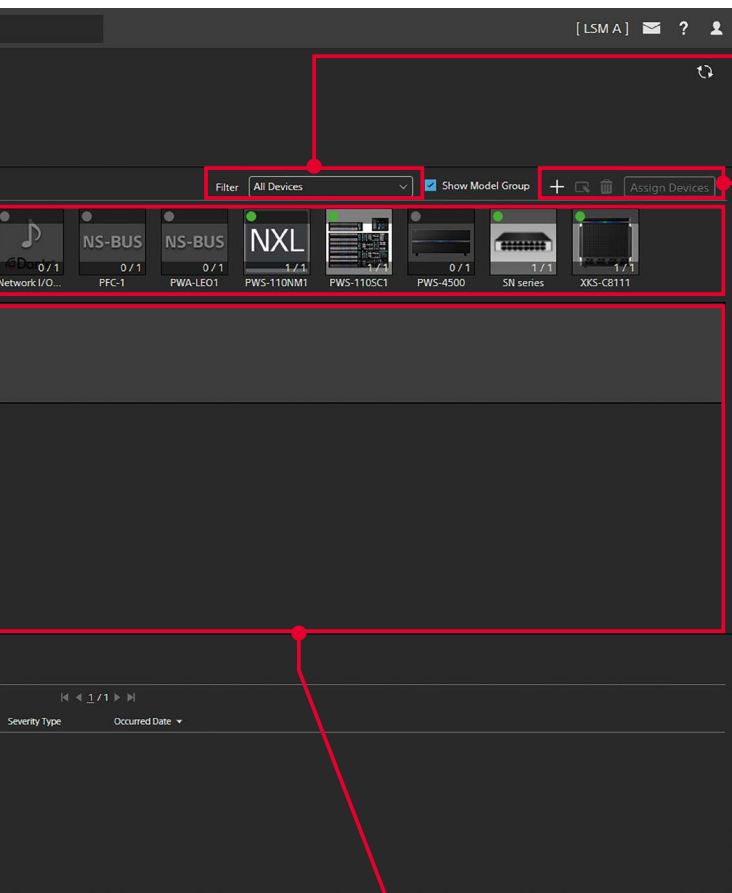 [ LSM A ] ?
Filter All Devices Show Model Group Assign Devices
NS-BUS NS-BUS NXL
0 / 1 0 / 1 0 / 1 1 / 1 1 / 1 0 / 1 1 / 1 1 / 1
Network I/O... PFC-1 PWA-LEO1 PWS-110NM1 PWS-110SC1 PWS-4500 SN series XKS-C8111
1 / 1
Severity Type Occurred Date